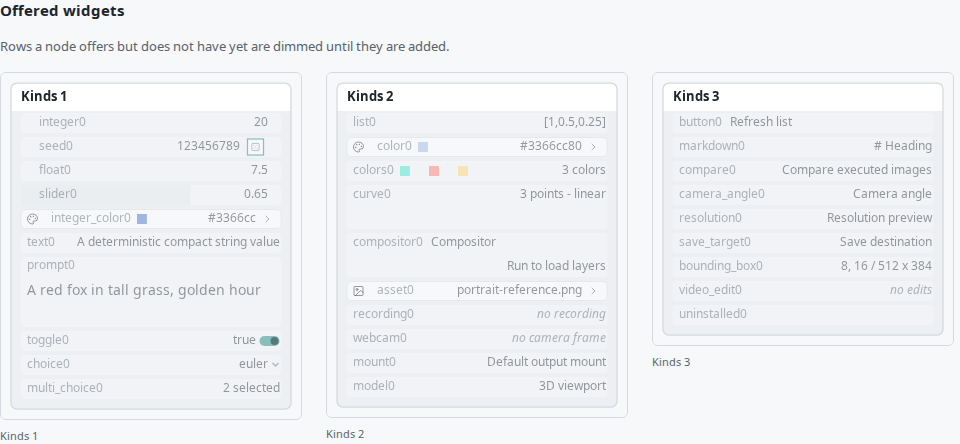 Offered widgets
Rows a node offers but does not have yet are dimmed until they are added.
Kinds 1
integer0 20
seed0 123456789
float0 7.5
slider0 0.65
integer_color0 #3366cc
text0 A deterministic compact string value
prompt0
A red fox in tall grass, golden hour
toggle0 true
choice0 euler
multi_choice0 2 selected
Kinds 1
Kinds 2
list0 [1,0.5,0.25]
color0 #3366cc80
colors0 3 colors
curve0 3 points - linear
compositor0 Compositor
Run to load layers
asset0 portrait-reference.png
recording0 no recording
webcam0 no camera frame
mount0 Default output mount
model0 3D viewport
Kinds 2
Kinds 3
button0 Refresh list
markdown0 # Heading
compare0 Compare executed images
camera_angle0 Camera angle
resolution0 Resolution preview
save_target0 Save destination
bounding_box0 8, 16 / 512 x 384
video_edit0 no edits
uninstalled0
Kinds 3